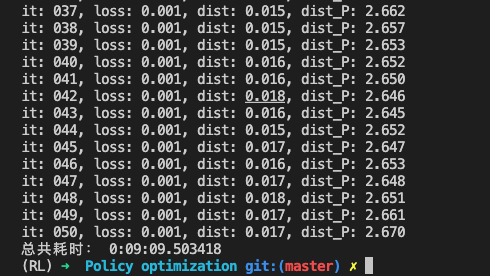 it: 037, loss: 0.001, dist: 0.015, dist_P: 2.662
it: 038, loss: 0.001, dist: 0.015, dist_P: 2.657
it: 039, loss: 0.001, dist: 0.015, dist_P: 2.653
it: 040, loss: 0.001, dist: 0.016, dist_P: 2.652
it: 041, loss: 0.001, dist: 0.016, dist_P: 2.650
it: 042, loss: 0.001, dist: 0.018, dist_P: 2.646
it: 043, loss: 0.001, dist: 0.016, dist_P: 2.645
it: 044, loss: 0.001, dist: 0.015, dist_P: 2.652
it: 045, loss: 0.001, dist: 0.017, dist_P: 2.647
it: 046, loss: 0.001, dist: 0.016, dist_P: 2.653
it: 047, loss: 0.001, dist: 0.017, dist_P: 2.648
it: 048, loss: 0.001, dist: 0.018, dist_P: 2.651
it: 049, loss: 0.001, dist: 0.017, dist_P: 2.661
it: 050, loss: 0.001, dist: 0.017, dist_P: 2.670
总共耗时： 0:09:09.503418
(RL) ➜ Policy optimization git:(master) ✗